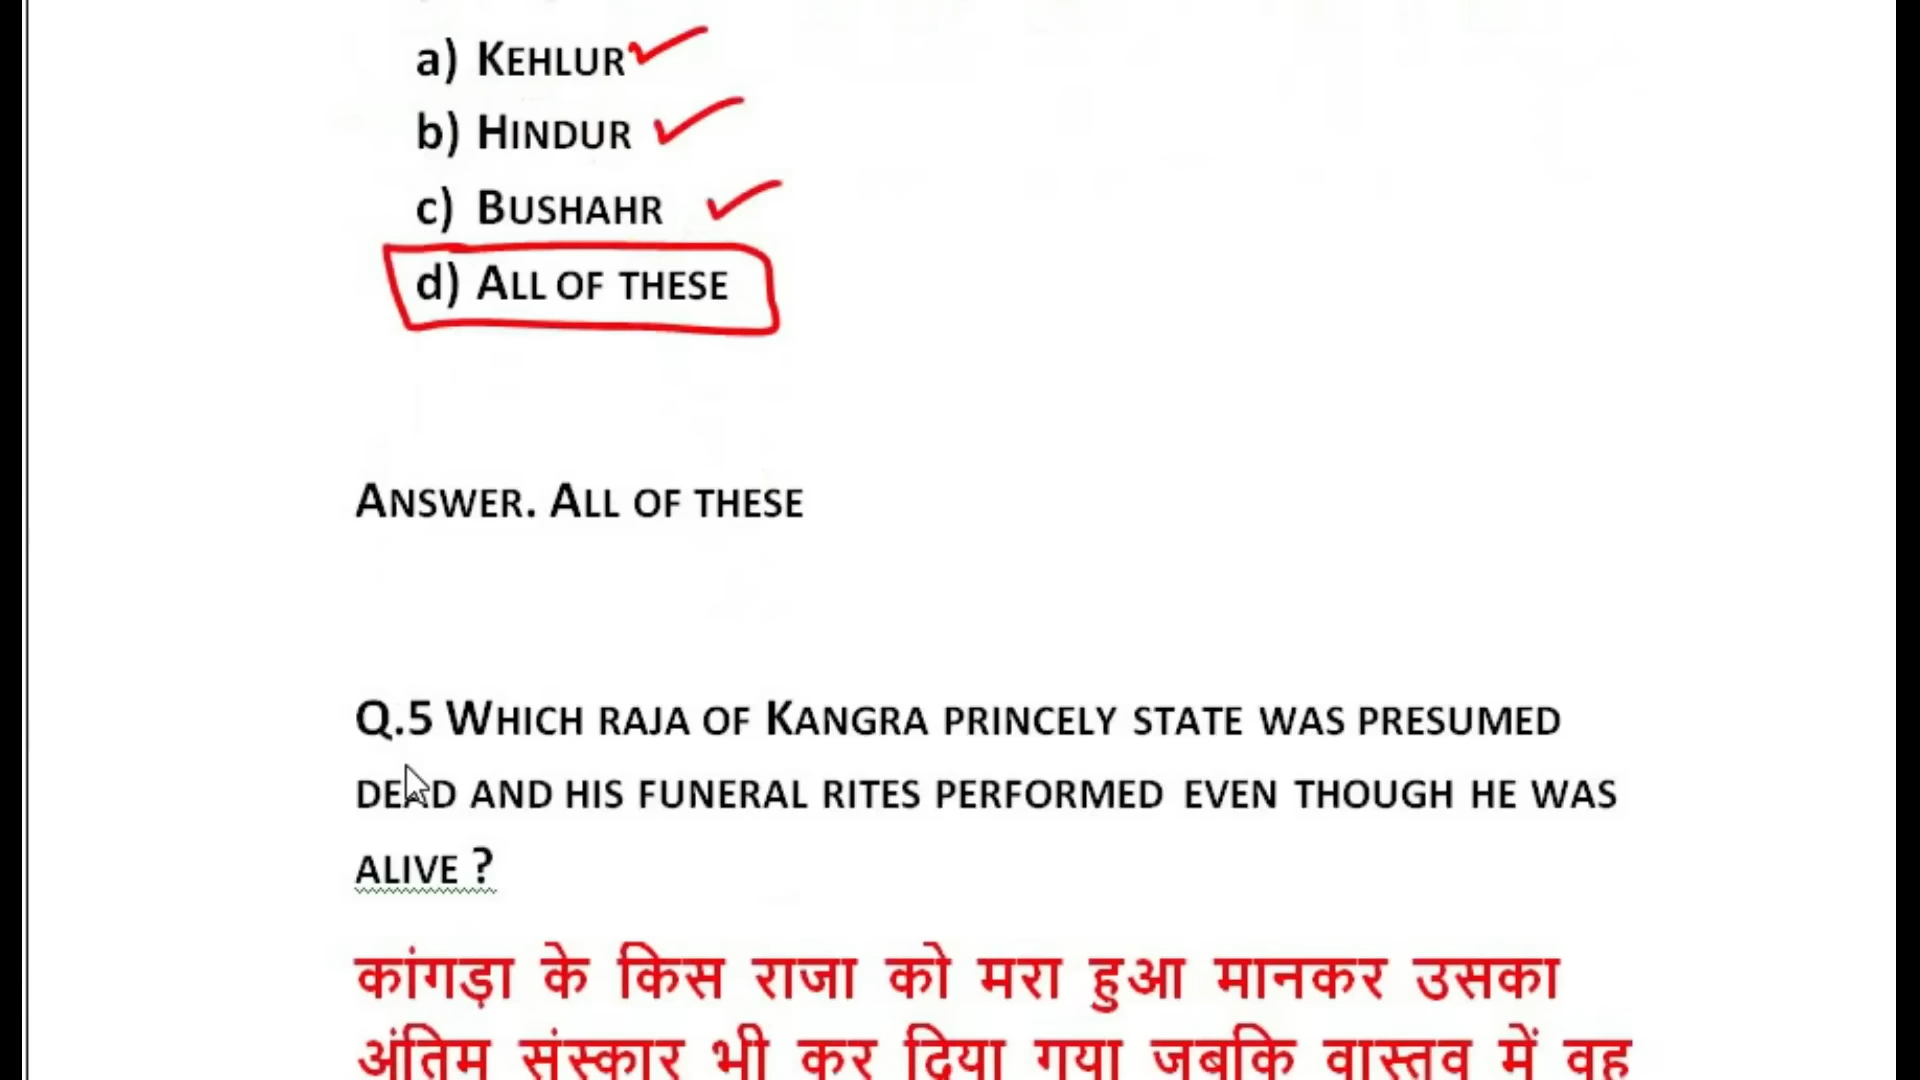 a) KEHLUR
b) HINDUR
c) BUSHAHR
d) ALL OF THESE
ANSWER. ALL OF THESE
Q.5 WHICH RAJA OF KANGRA PRINCELY STATE WAS PRESUMED
DEAD AND HIS FUNERAL RITES PERFORMED EVEN THOUGH HE WAS
ALIVE ?
कांगड़ा के किस राजा को मरा हुआ मानकर उसका
अंतिम संस्कार भी कर दिया गया जबकि वास्तव में वह